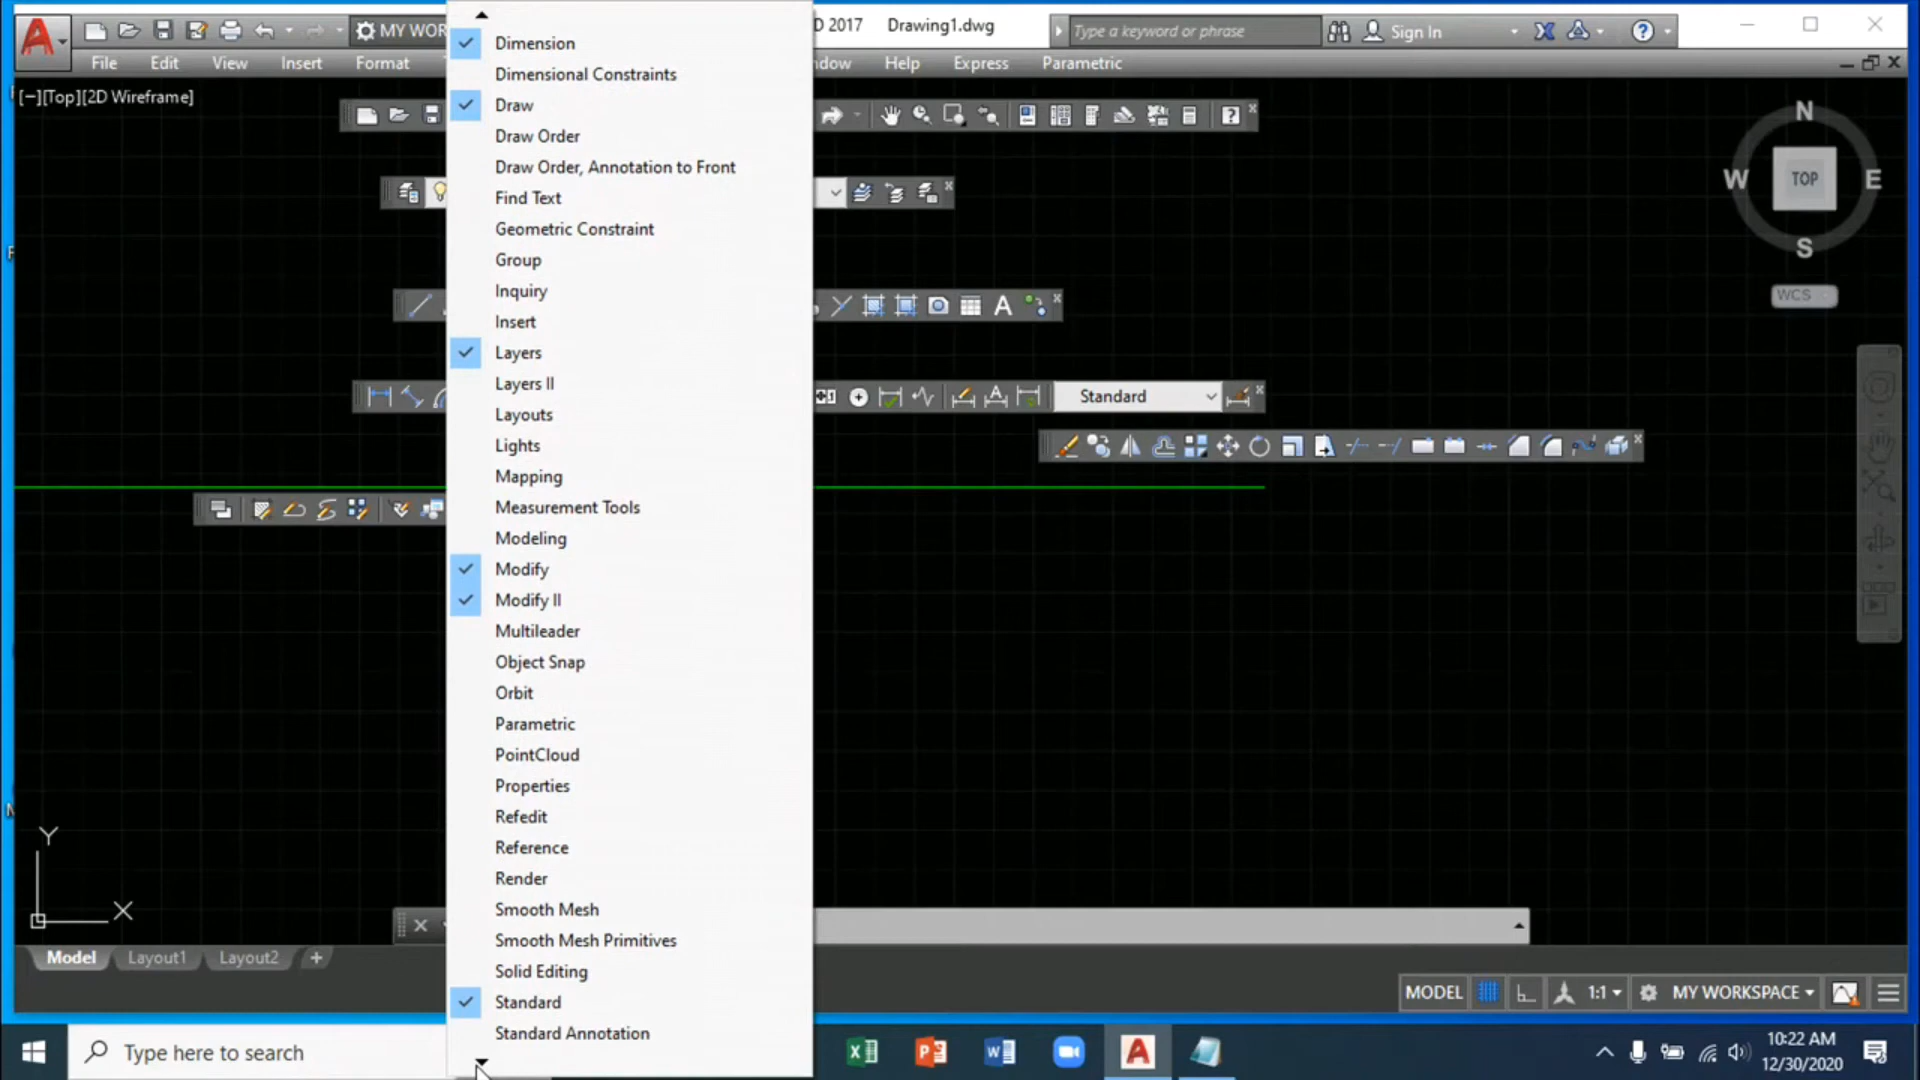 MY WOR
D 2017
Drawing1.dwg
Type a keyword or phrase
Sign In
File
Edit
View
Insert
Format
dow
Help
Express
Parametric
[−][Top][2D Wireframe]
Dimension
Dimensional Constraints
Draw
Draw Order
Draw Order, Annotation to Front
Find Text
Geometric Constraint
Group
Inquiry
Insert
Layers
Layers II
Layouts
Lights
Mapping
Measurement Tools
Modeling
Modify
Modify II
Multileader
Object Snap
Orbit
Parametric
PointCloud
Properties
Refedit
Reference
Render
Smooth Mesh
Smooth Mesh Primitives
Solid Editing
Standard
Standard Annotation
N
W
TOP
E
S
WCS
Standard
Y
X
Model
Layout1
Layout2
+
MODEL
1:1
MY WORKSPACE
Type here to search
10:22 AM
12/30/2020